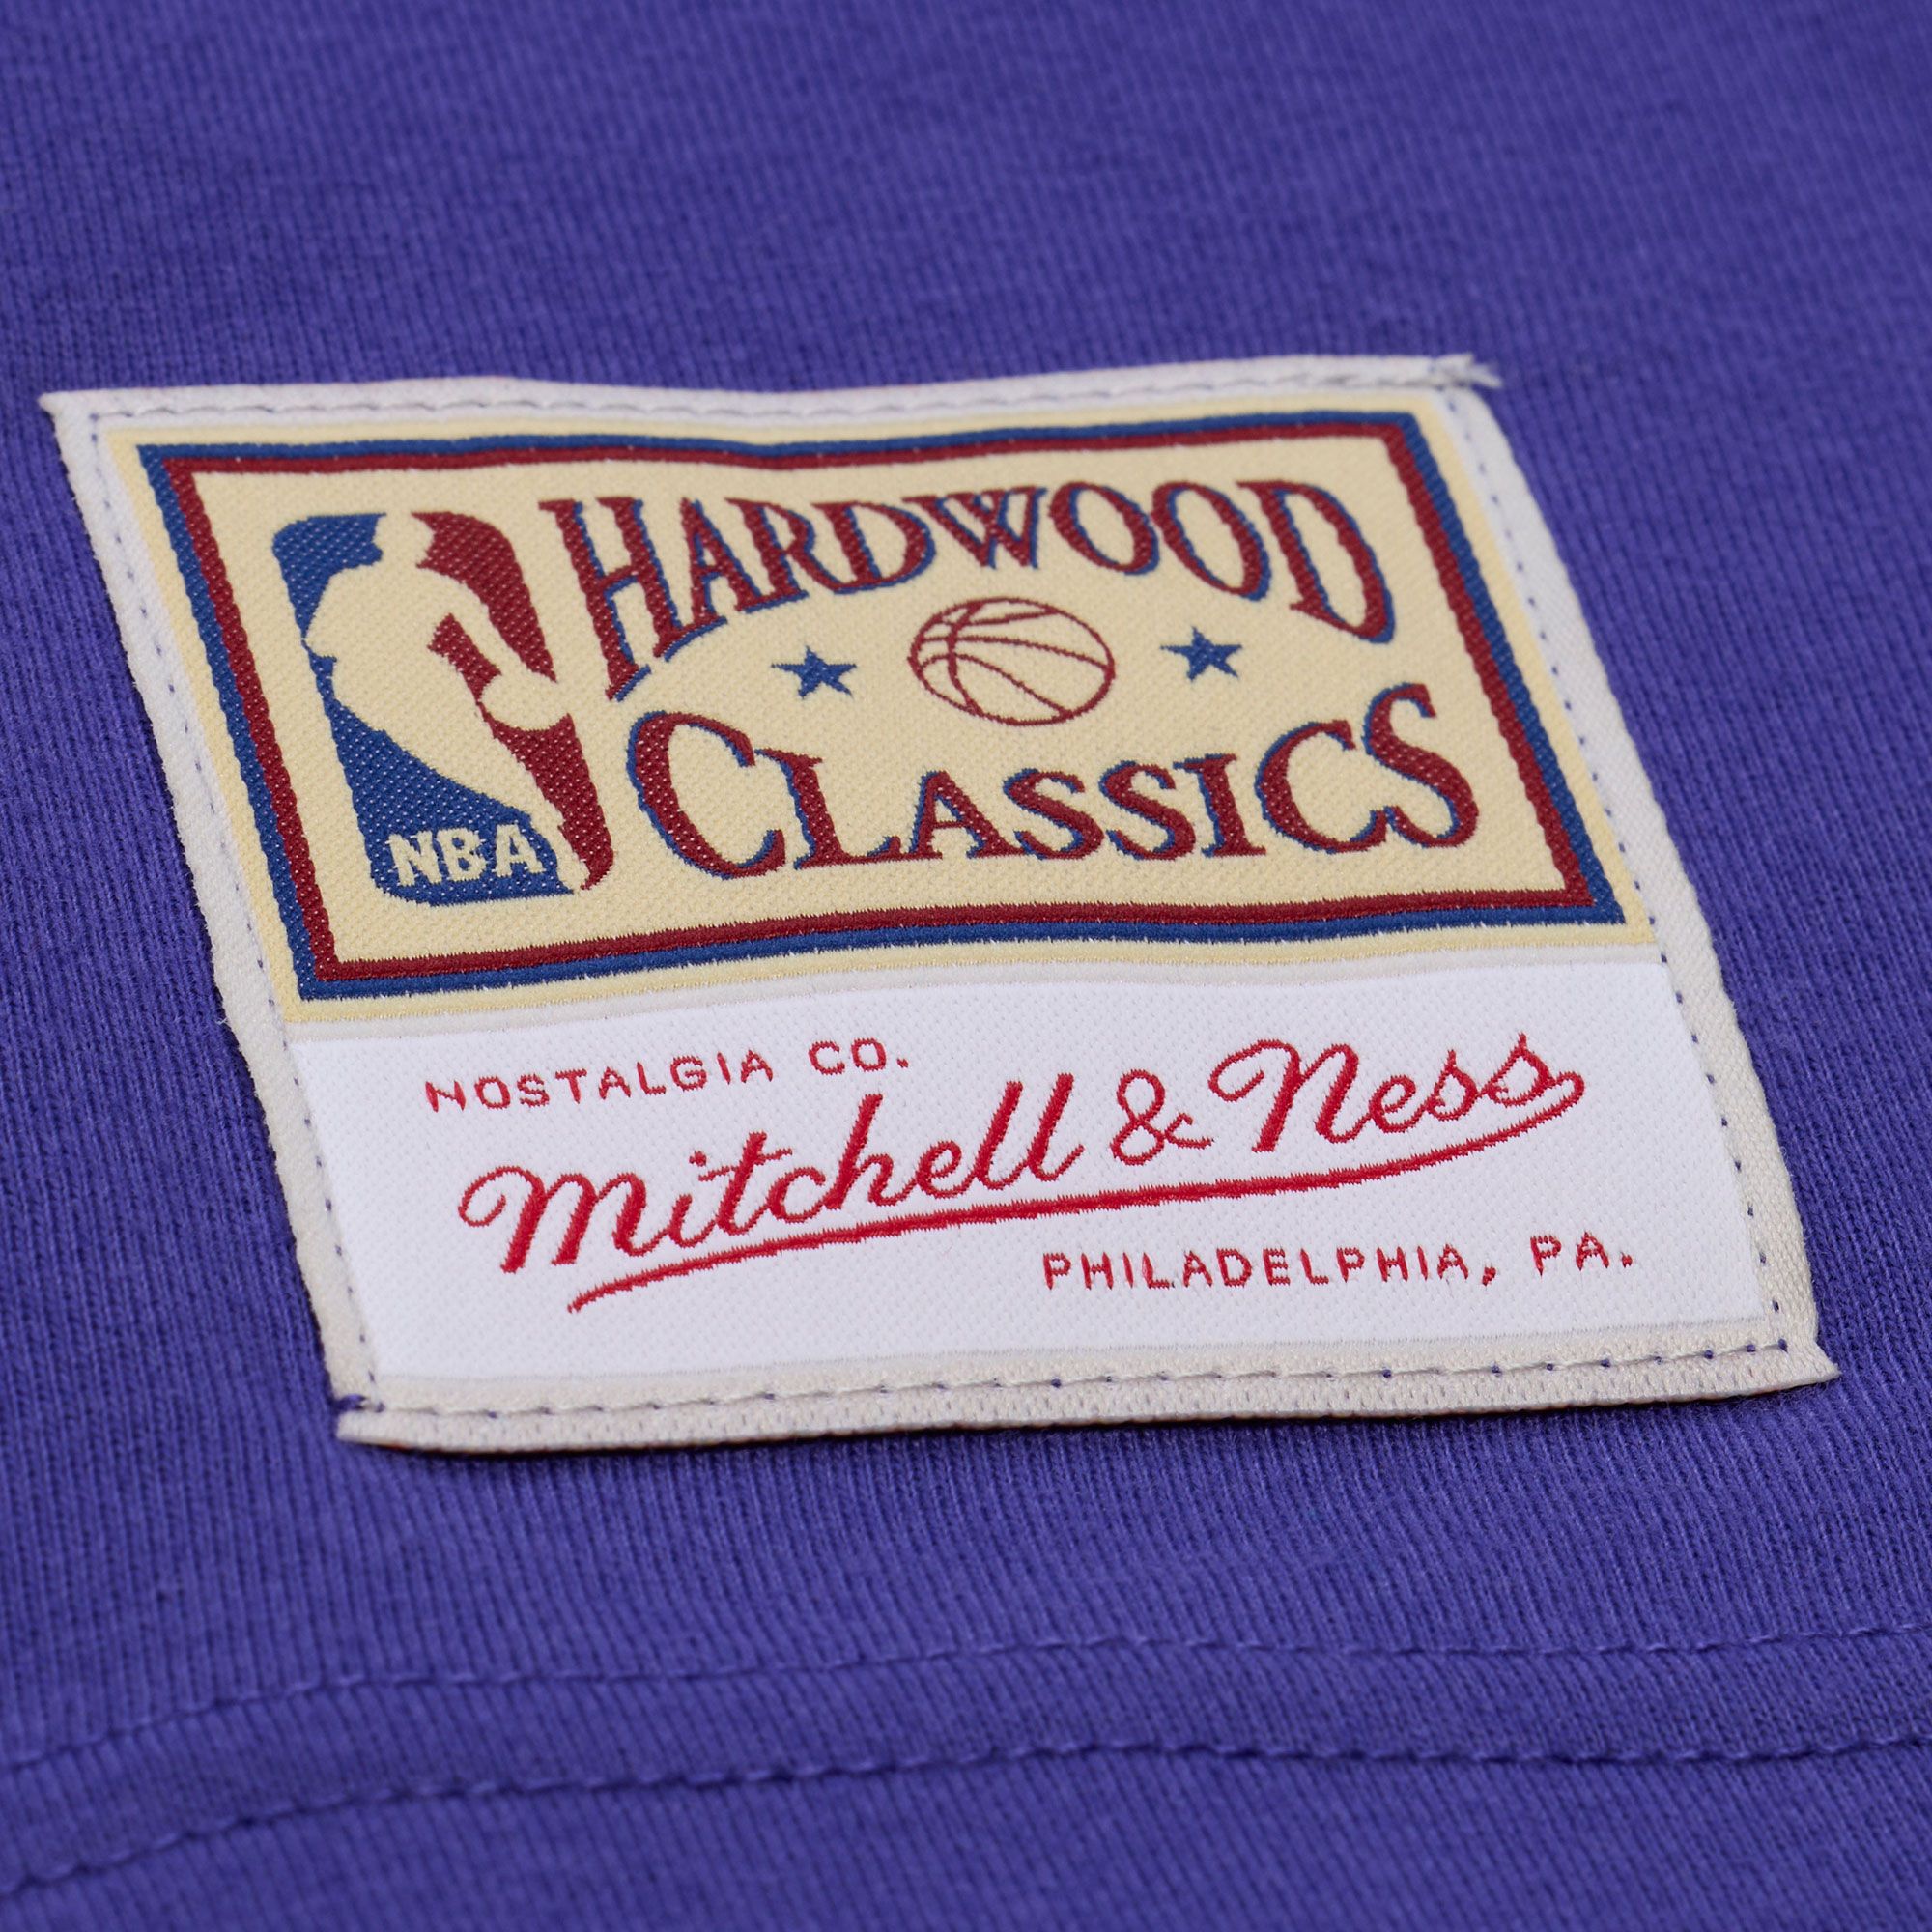 HARDWOOD
CLASSICS
NBA
NOSTALGIA CO.
Mitchell & Ness
PHILADELPHIA, PA.